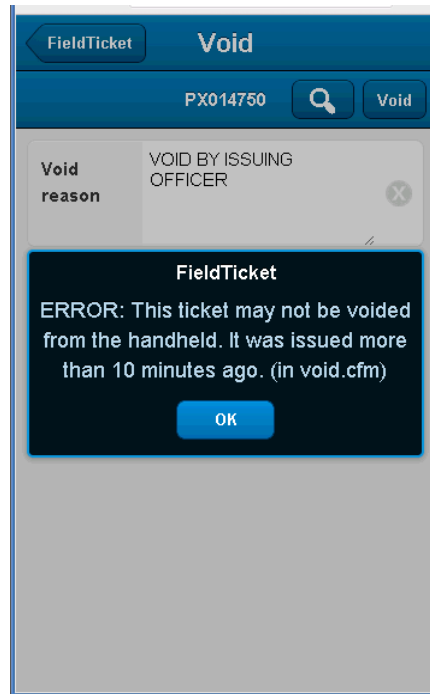 FieldTicket
Void
PX014750
Void
Void
reason
VOID BY ISSUING
OFFICER
FieldTicket
ERROR: This ticket may not be voided
from the handheld. It was issued more
than 10 minutes ago. (in void.cfm)
OK